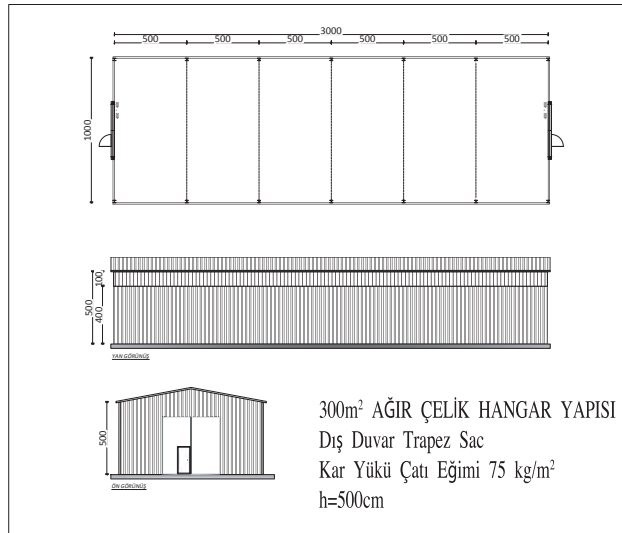 3000
500 500 500 500 500 500
1000
100
500
400
YAN GÖRÜNÜŞ
500
ÖN GÖRÜNÜŞ
300m² AĞIR ÇELİK HANGAR YAPISI
Dış Duvar Trapez Sac
Kar Yükü Çatı Eğimi 75 kg/m²
h=500cm